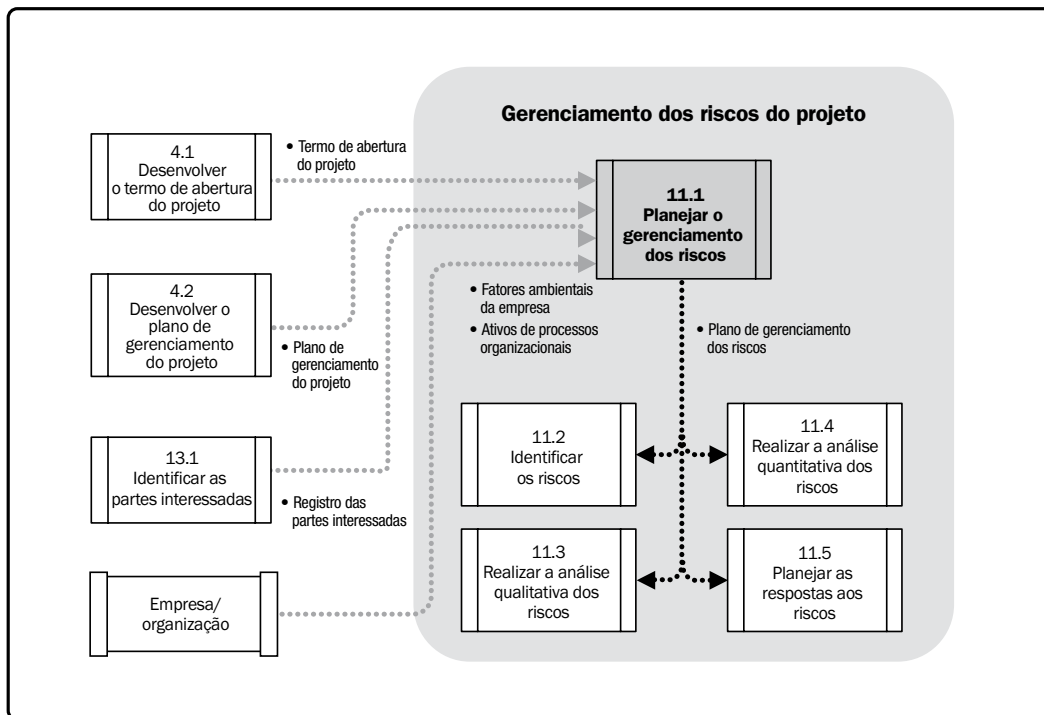 Gerenciamento dos riscos do projeto
4.1
Desenvolver
o termo de abertura
do projeto
• Termo de abertura
do projeto
11.1
Planejar o
gerenciamento
dos riscos
4.2
Desenvolver o
plano de
gerenciamento
do projeto
• Plano de
gerenciamento
do projeto
• Fatores ambientais
da empresa
• Ativos de processos
organizacionais
• Plano de gerenciamento
dos riscos
13.1
Identificar as
partes interessadas
• Registro das
partes interessadas
11.2
Identificar
os riscos
11.4
Realizar a análise
quantitativa dos
riscos
11.3
Realizar a análise
qualitativa dos
riscos
11.5
Planejar as
respostas aos
riscos
Empresa/
organização